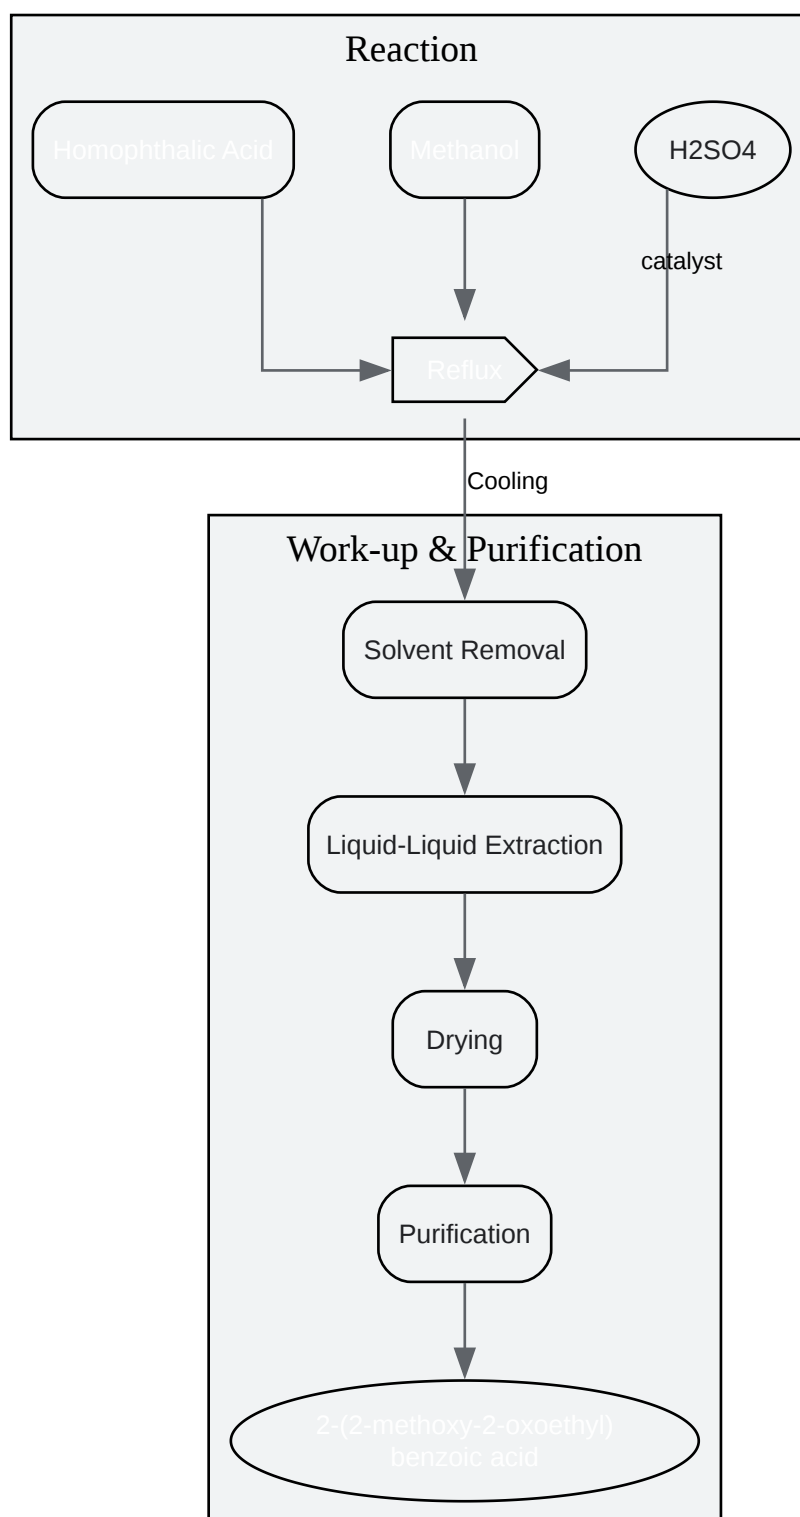 Reaction
Homophthalic Acid
Methanol
H2SO4
catalyst
Reflux
Cooling
Work-up & Purification
Solvent Removal
Liquid-Liquid Extraction
Drying
Purification
2-(2-methoxy-2-oxoethyl)
benzoic acid